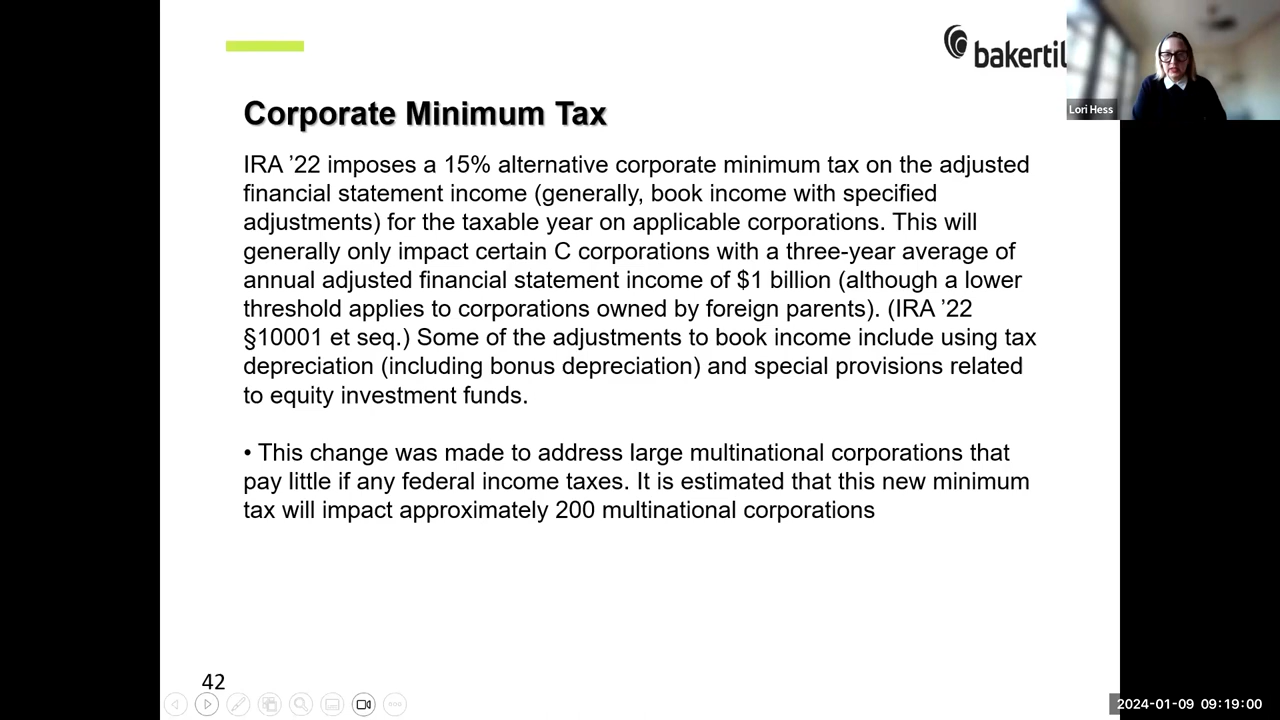 bakertil
Lori Hess
Corporate Minimum Tax
IRA ’22 imposes a 15% alternative corporate minimum tax on the adjusted
financial statement income (generally, book income with specified
adjustments) for the taxable year on applicable corporations. This will
generally only impact certain C corporations with a three-year average of
annual adjusted financial statement income of $1 billion (although a lower
threshold applies to corporations owned by foreign parents). (IRA ’22
§10001 et seq.) Some of the adjustments to book income include using tax
depreciation (including bonus depreciation) and special provisions related
to equity investment funds.
• This change was made to address large multinational corporations that
pay little if any federal income taxes. It is estimated that this new minimum
tax will impact approximately 200 multinational corporations
42
2024-01-09 09:19:00